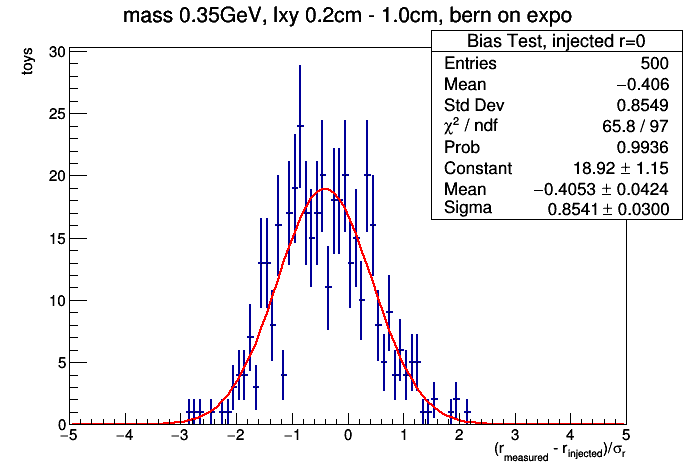 mass 0.35GeV, lxy 0.2cm - 1.0cm, bern on expo
Bias Test, injected r=0
Entries 500
Mean −0.406
Std Dev 0.8549
χ² / ndf 65.8 / 97
Prob 0.9936
Constant 18.92 ± 1.15
Mean −0.4053 ± 0.0424
Sigma 0.8541 ± 0.0300
toys
30
25
20
15
10
5
0
−5 −4 −3 −2 −1 0 1 2 3 4 5
(r_measured - r_injected)/σ_r